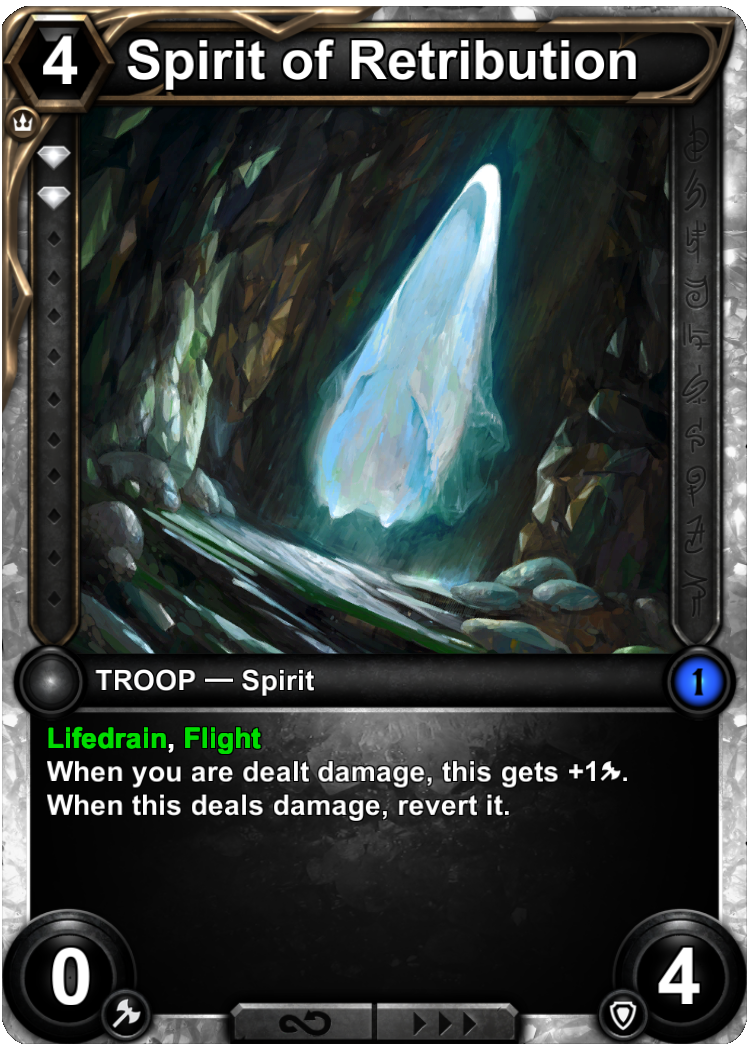 4 Spirit of Retribution
TROOP — Spirit 1
Lifedrain, Flight
When you are dealt damage, this gets +1.
When this deals damage, revert it.
0 4